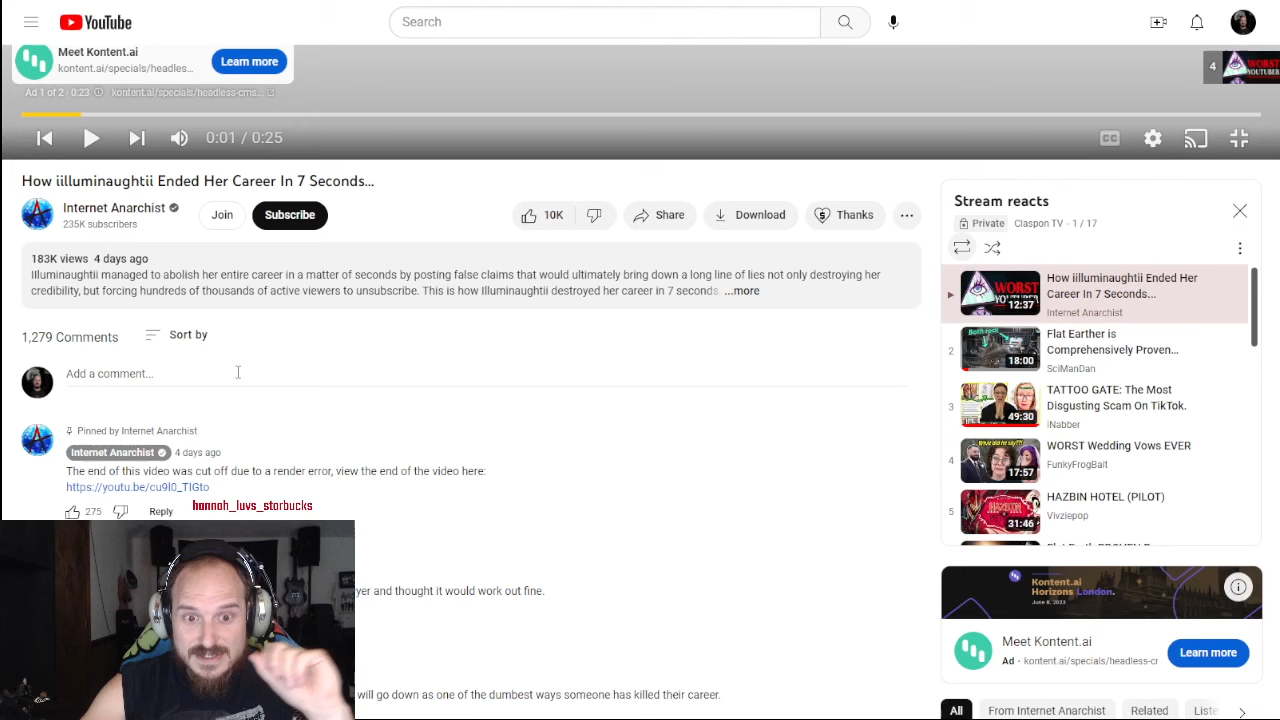 YouTube
Search
Meet Kontent.ai
kontent.ai/specials/headles...
Learn more
Ad 1 of 2 · 0:23
kontent.ai/specials/headless-cms...
4
WORST
YOUTUBER
0:01 / 0:25
CC
How iilluminaughtii Ended Her Career In 7 Seconds...
Internet Anarchist
235K subscribers
Join
Subscribe
10K
Share
Download
Thanks
183K views 4 days ago
Illuminaughtii managed to abolish her entire career in a matter of seconds by posting false claims that would ultimately bring down a long line of lies not only destroying her
credibility, but forcing hundreds of thousands of active viewers to unsubscribe. This is how Illuminaughtii destroyed her career in 7 seconds. ...more
1,279 Comments
Sort by
Add a comment...
Pinned by Internet Anarchist
Internet Anarchist
4 days ago
The end of this video was cut off due to a render error, view the end of the video here:
https://youtu.be/cu9l0_TIGto
275
Reply
hannah_luvs_starbucks
yer and thought it would work out fine.
will go down as one of the dumbest ways someone has killed their career.
Stream reacts
Private
Claspon TV - 1 / 17
WORST
12:37
How iilluminaughtii Ended Her
Career In 7 Seconds...
Internet Anarchist
2
18:00
Flat Earther is
Comprehensively Proven...
SciManDan
3
49:30
TATTOO GATE: The Most
Disgusting Scam On TikTok.
iNabber
4
17:57
WORST Wedding Vows EVER
FunkyFrogBait
5
HAZBIN
31:46
HAZBIN HOTEL (PILOT)
Vivziepop
Kontent.ai
Horizons London.
June 8, 2023
Meet Kontent.ai
Ad · kontent.ai/specials/headless-cr
Learn more
All
From Internet Anarchist
Related